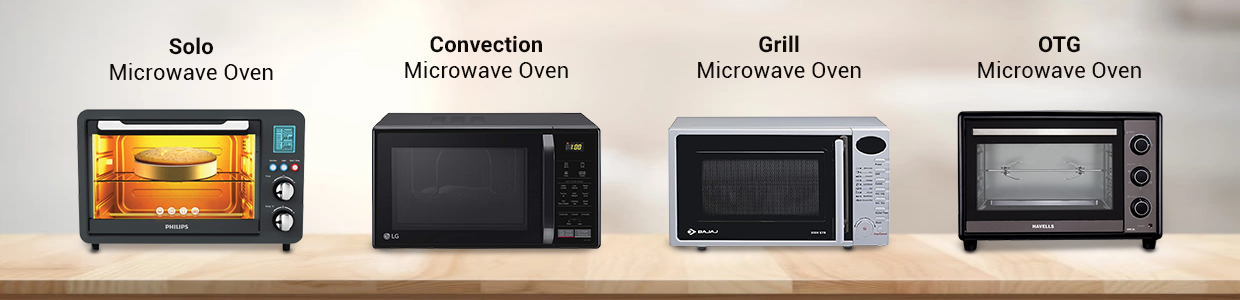 Solo
Microwave Oven
Convection
Microwave Oven
Grill
Microwave Oven
OTG
Microwave Oven
PHILIPS
LG
BAJAJ
HAVELLS